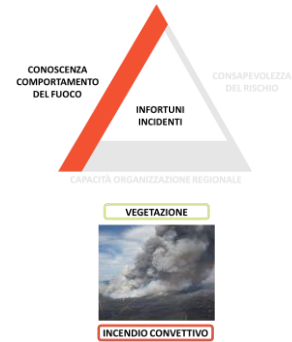 CONOSCENZA
COMPORTAMENTO
DEL FUOCO
CONSAPEVOLEZZA
DEL RISCHIO
INFORTUNI
INCIDENTI
CAPACITÀ ORGANIZZAZIONE REGIONALE
VEGETAZIONE
INCENDIO CONVETTIVO